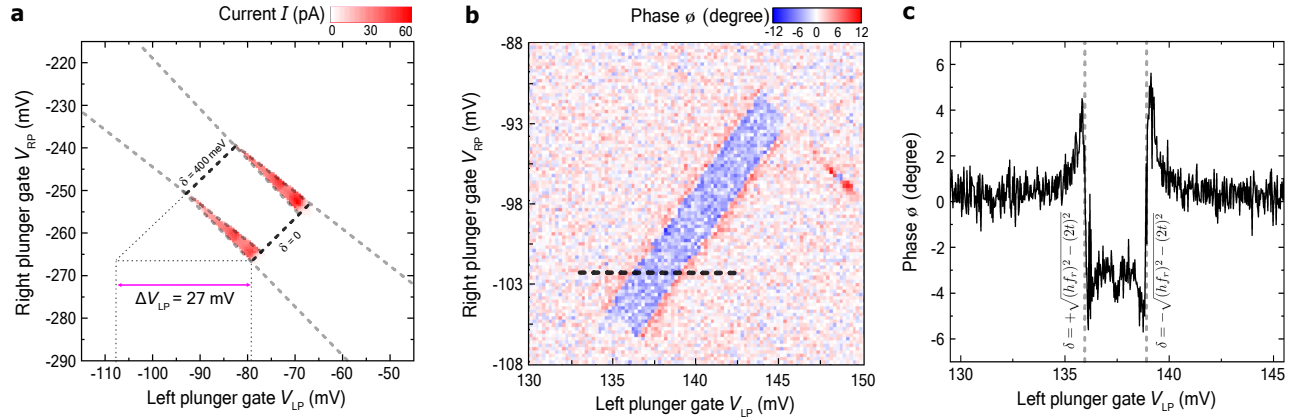 a
Current I (pA)
0 30 60
Right plunger gate V_RP (mV)
-220
-230
-240
-250
-260
-270
-280
-290
δ = 400 meV
δ = 0
ΔV_LP = 27 mV
-110 -100 -90 -80 -70 -60 -50
Left plunger gate V_LP (mV)
b
Phase ø (degree)
-12 -6 0 6 12
Right plunger gate V_RP (mV)
-88
-93
-98
-103
-108
130 135 140 145 150
Left plunger gate V_LP (mV)
c
Phase ø (degree)
6
4
2
0
-2
-4
-6
δ = +√(hf_r)² − (2t)²
δ = −√(hf_r)² − (2t)²
130 135 140 145
Left plunger gate V_LP (mV)